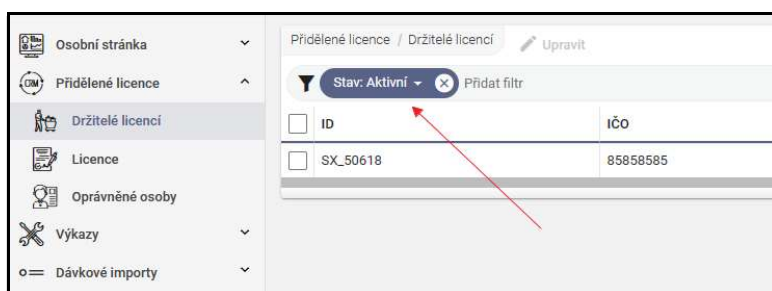 Osobní stránka
Přidělené licence
Držitelé licencí
Licence
Oprávněné osoby
Výkazy
Dávkové importy
Přidělené licence / Držitelé licencí
Upravit
Stav: Aktivní
Přidat filtr
ID IČO
SX_50618 85858585